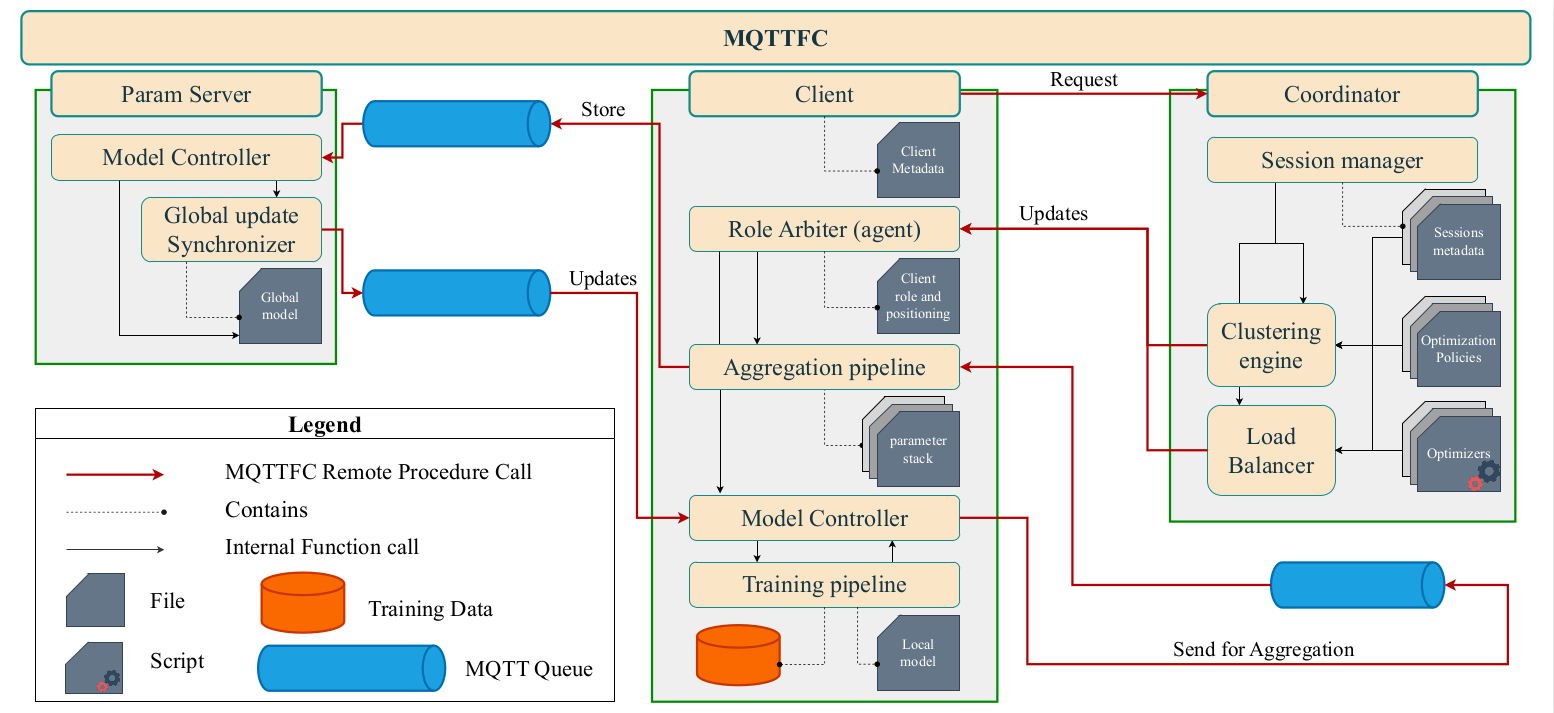 MQTTFC
Param Server
Model Controller
Global update
Synchronizer
Global
model
Store
Updates
Client
Client
Metadata
Role Arbiter (agent)
Client
role and
positioning
Aggregation pipeline
parameter
stack
Model Controller
Training pipeline
Local
model
Request
Updates
Send for Aggregation
Coordinator
Session manager
Sessions
metadata
Clustering
engine
Optimization
Policies
Load
Balancer
Optimizers
Legend
MQTTFC Remote Procedure Call
Contains
Internal Function call
File
Training Data
Script
MQTT Queue